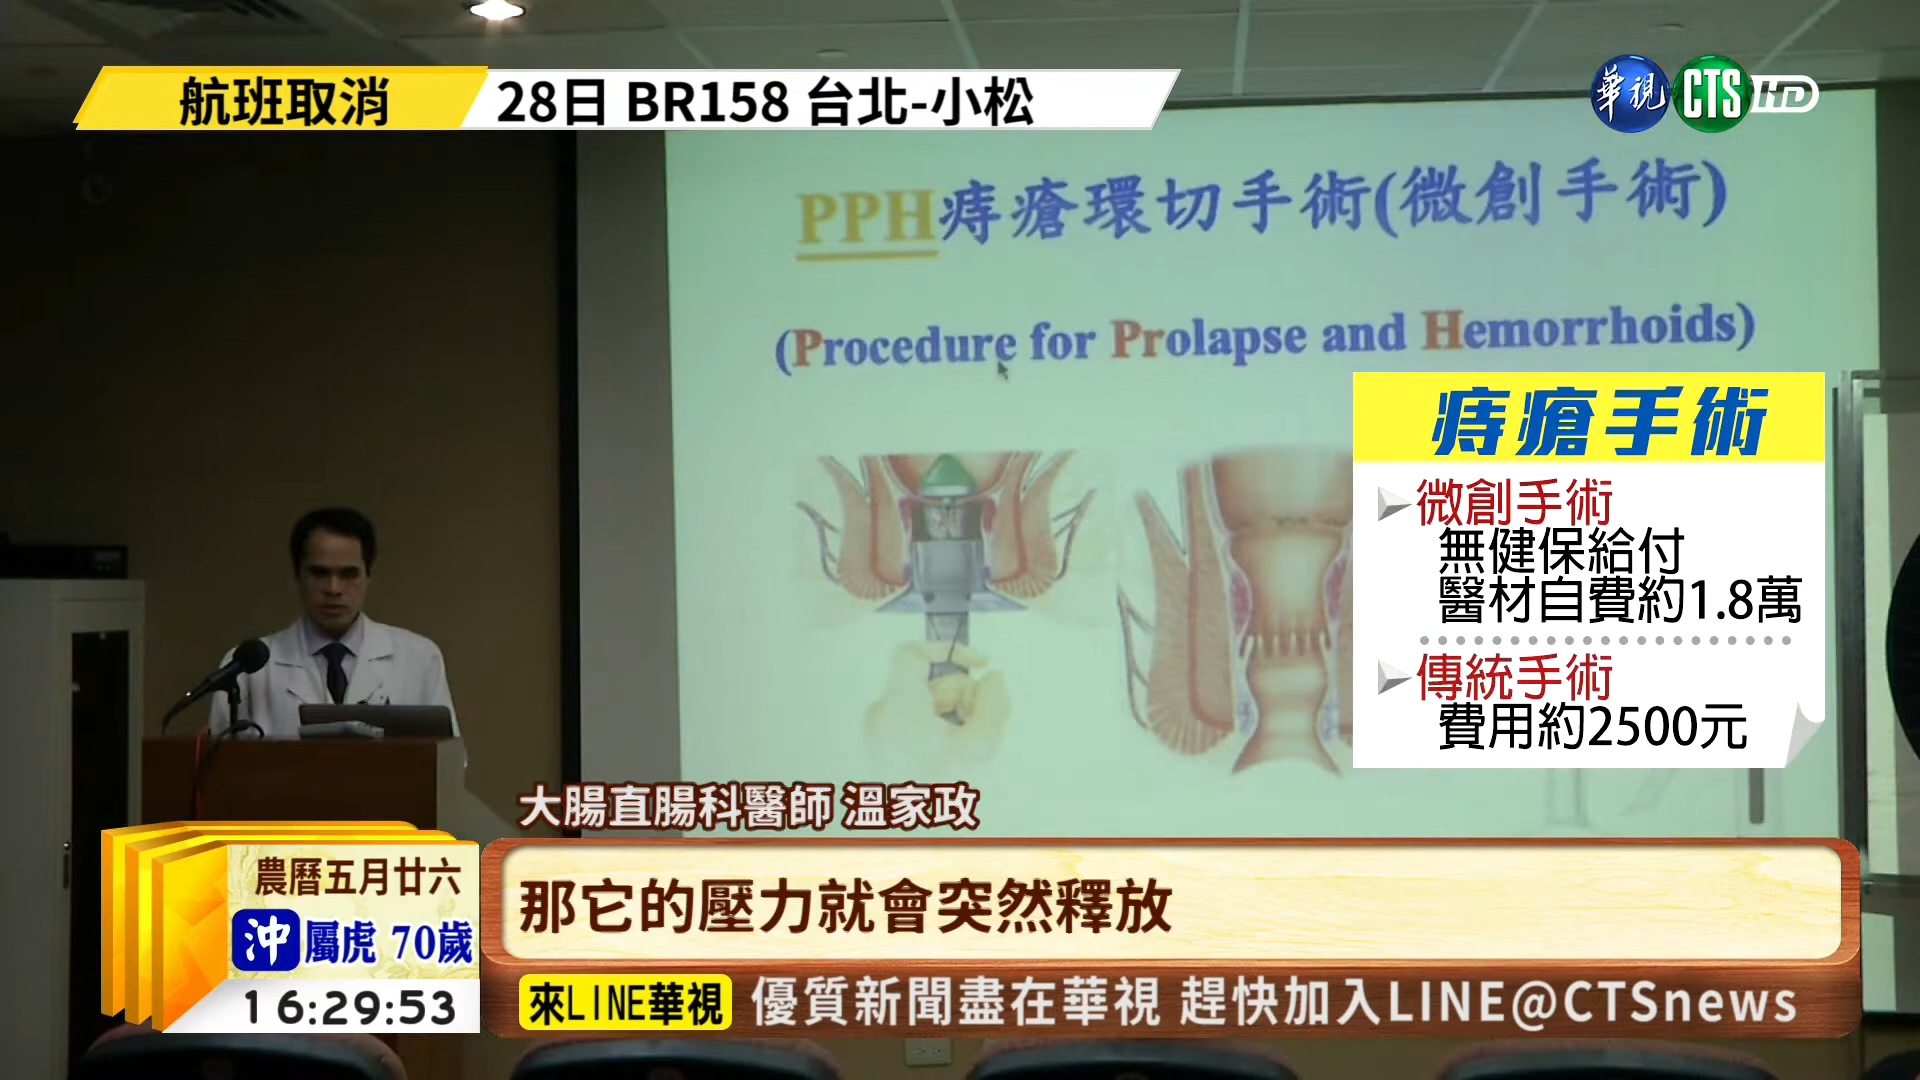 航班取消 28日 BR158 台北-小松
華視 CTS HD
PPH痔瘡環切手術(微創手術)
(Procedure for Prolapse and Hemorrhoids)
痔瘡手術
微創手術
無健保給付
醫材自費約1.8萬
傳統手術
費用約2500元
大腸直腸科醫師 溫家政
那它的壓力就會突然釋放
農曆五月廿六
沖 屬虎 70歲
16:29:53
來LINE華視 優質新聞盡在華視 趕快加入LINE@CTSnews